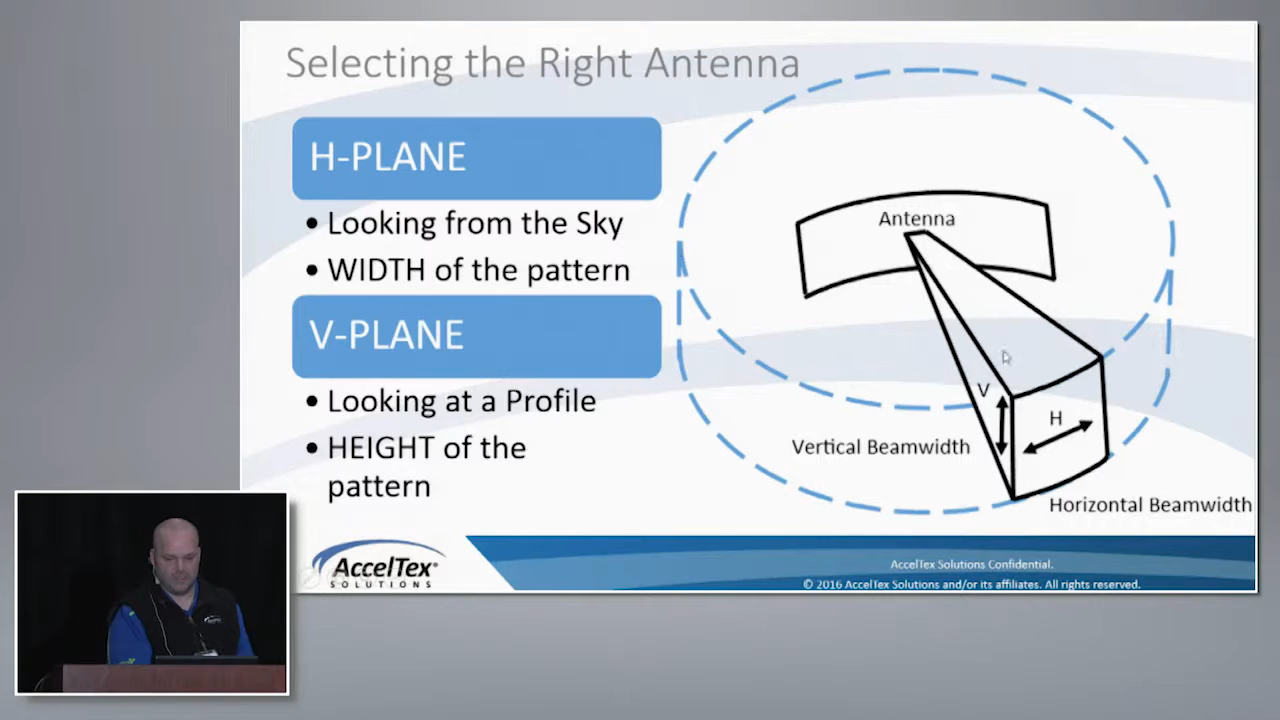 Selecting the Right Antenna
H-PLANE
• Looking from the Sky
• WIDTH of the pattern
V-PLANE
• Looking at a Profile
• HEIGHT of the
pattern
Antenna
V
H
Vertical Beamwidth
Horizontal Beamwidth
AccelTex®
SOLUTIONS
AccelTex Solutions Confidential.
© 2016 AccelTex Solutions and/or its affiliates. All rights reserved.